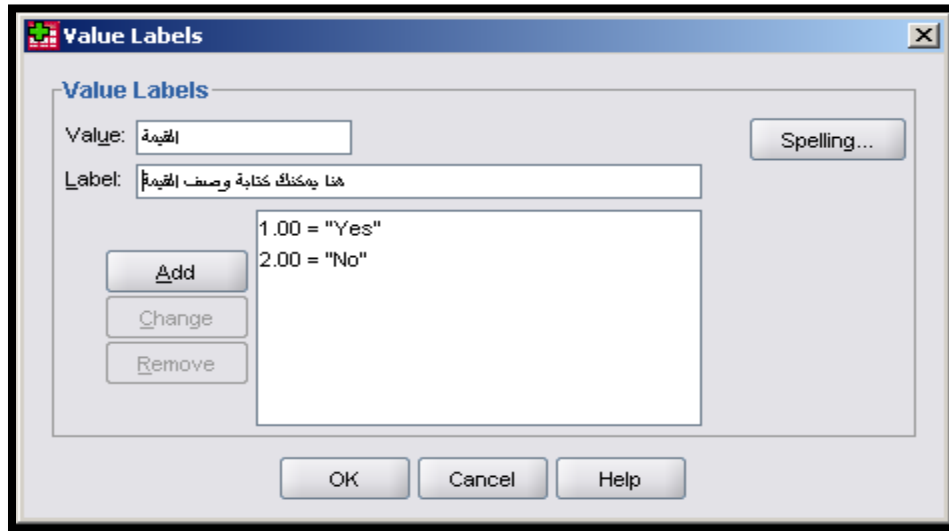 Value Labels
Value Labels
Value: القيمة
Spelling...
Label: هنا يمكنك كتابة وصف القيمة
1.00 = "Yes"
2.00 = "No"
Add
Change
Remove
OK Cancel Help